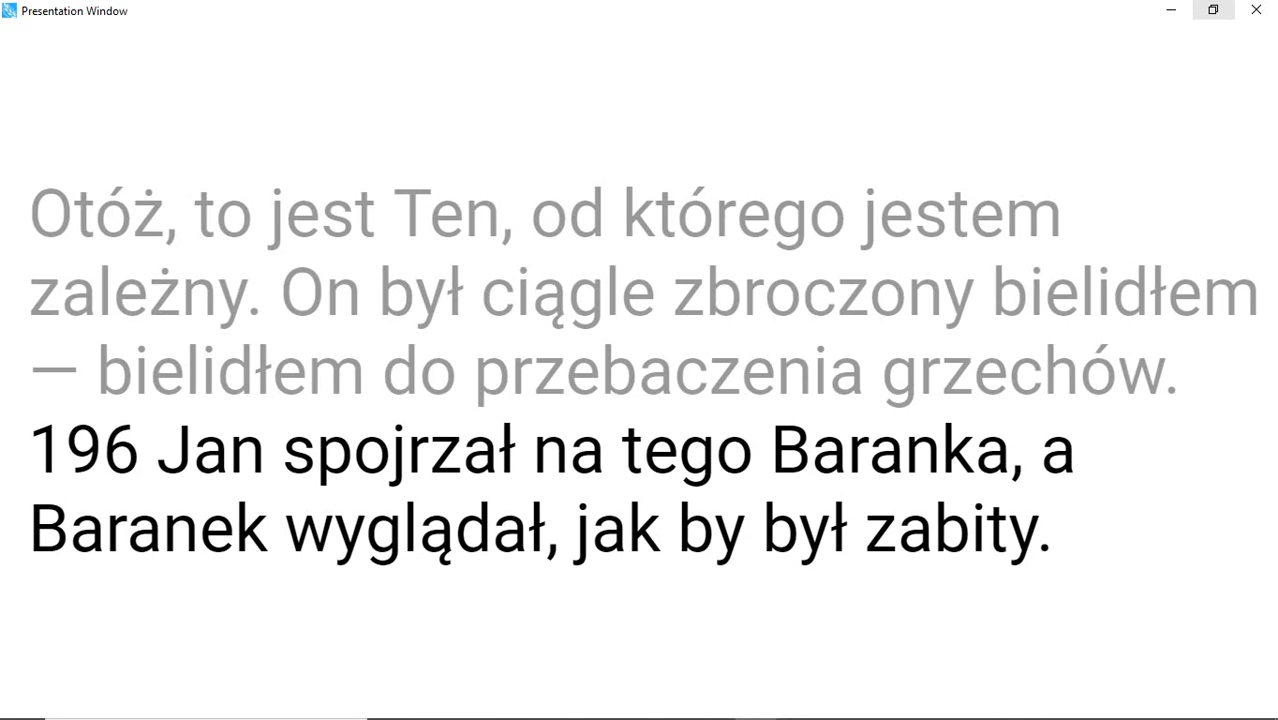 Presentation Window
Otóż, to jest Ten, od którego jestem
zależny. On był ciągle zbroczony bielidłem
— bielidłem do przebaczenia grzechów.
196 Jan spojrzał na tego Baranka, a
Baranek wyglądał, jak by był zabity.